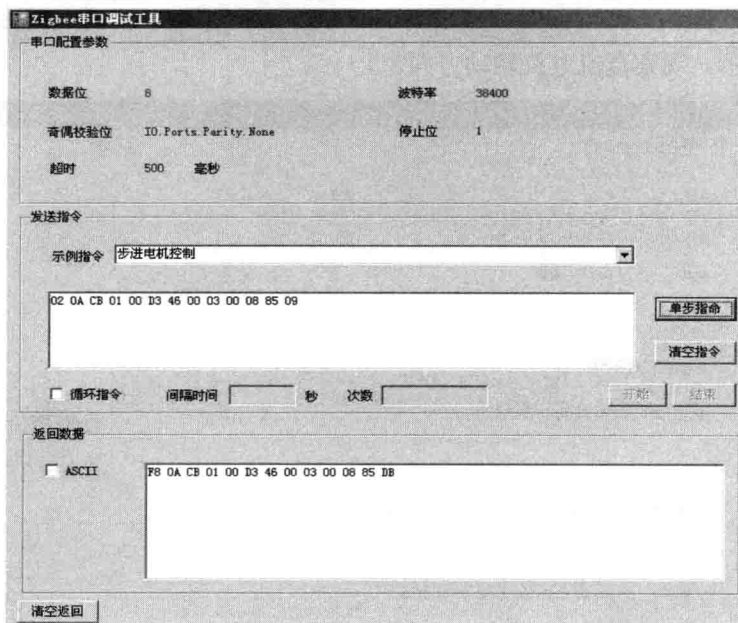 Zigbee串口调试工具
串口配置参数
数据位 8 波特率 38400
奇偶校验位 IO.Ports.Parity.None 停止位 1
超时 500 毫秒
发送指令
示例指令 步进电机控制
02 0A CB 01 00 D3 46 00 03 00 08 85 09
单步指命
清空指令
循环指令 间隔时间 秒 次数 开始 结束
返回数据
ASCII F8 0A CB 01 00 D3 46 00 03 00 08 85 DB
清空返回